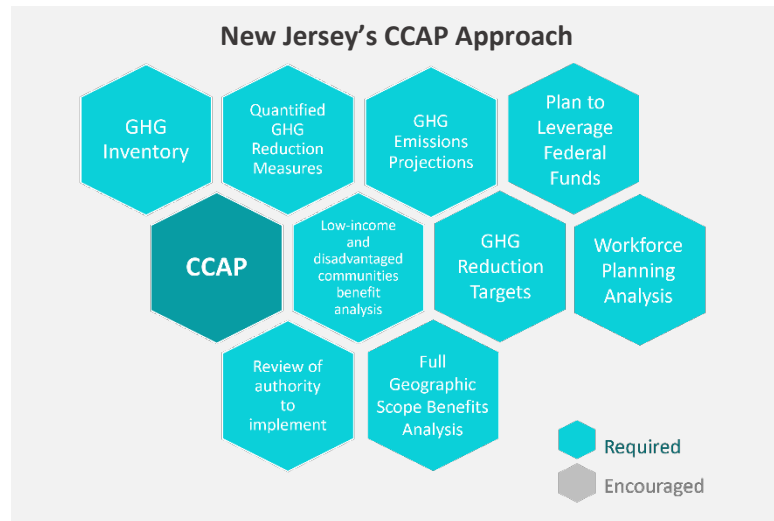 New Jersey’s CCAP Approach
GHG
Inventory
Quantified
GHG
Reduction
Measures
GHG
Emissions
Projections
Plan to
Leverage
Federal
Funds
CCAP
Low-income
and
disadvantaged
communities
benefit
analysis
GHG
Reduction
Targets
Workforce
Planning
Analysis
Review of
authority
to
implement
Full
Geographic
Scope Benefits
Analysis
Required
Encouraged